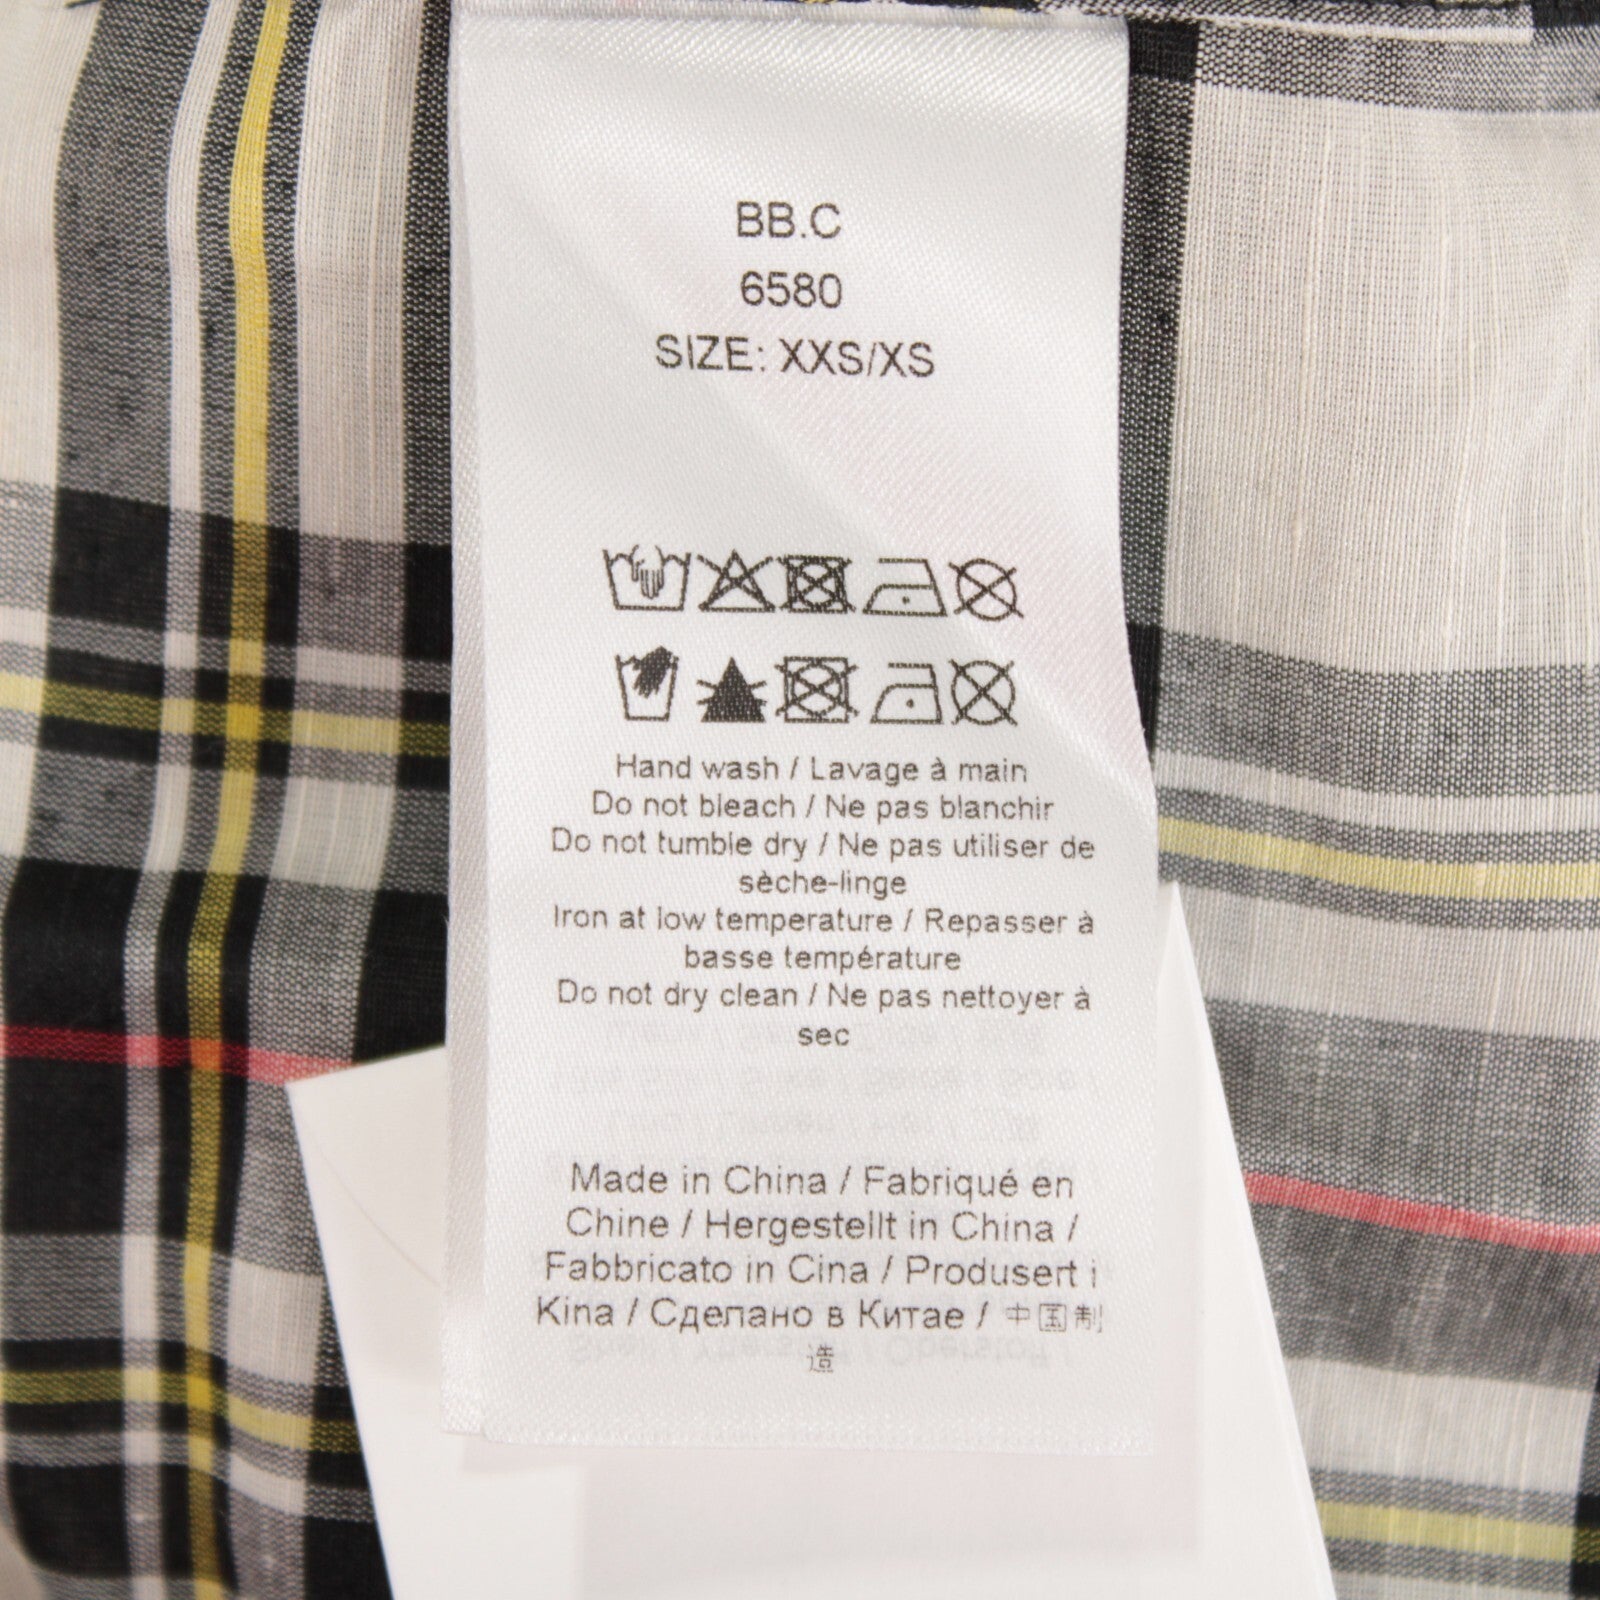 BB.C
6580
SIZE: XXS/XS
Hand wash / Lavage à main
Do not bleach / Ne pas blanchir
Do not tumble dry / Ne pas utiliser de
sèche-linge
Iron at low temperature / Repasser à
basse température
Do not dry clean / Ne pas nettoyer à
sec
Made in China / Fabriqué en
Chine / Hergestellt in China /
Fabbricato in Cina / Produsert i
Kina / Сделано в Китае / 中国制
造